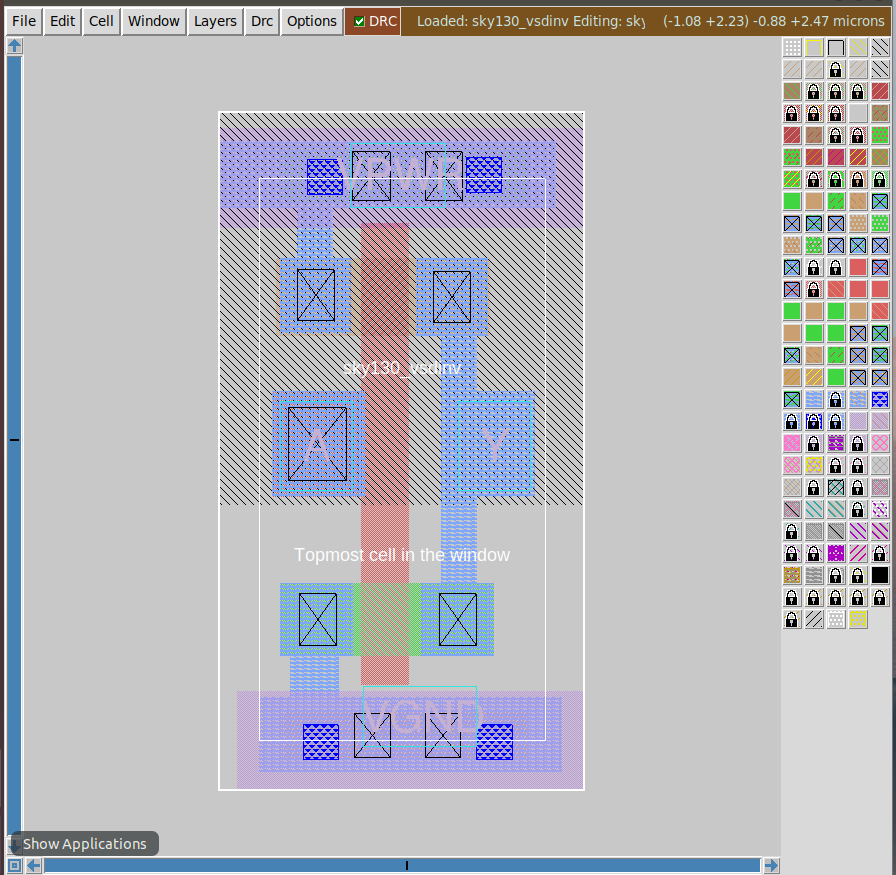 File Edit Cell Window Layers Drc Options DRC Loaded: sky130_vsdinv Editing: sky (-1.08 +2.23) -0.88 +2.47 microns
VPWR
sky130_vsdinv
A Y
Topmost cell in the window
VGND
Show Applications